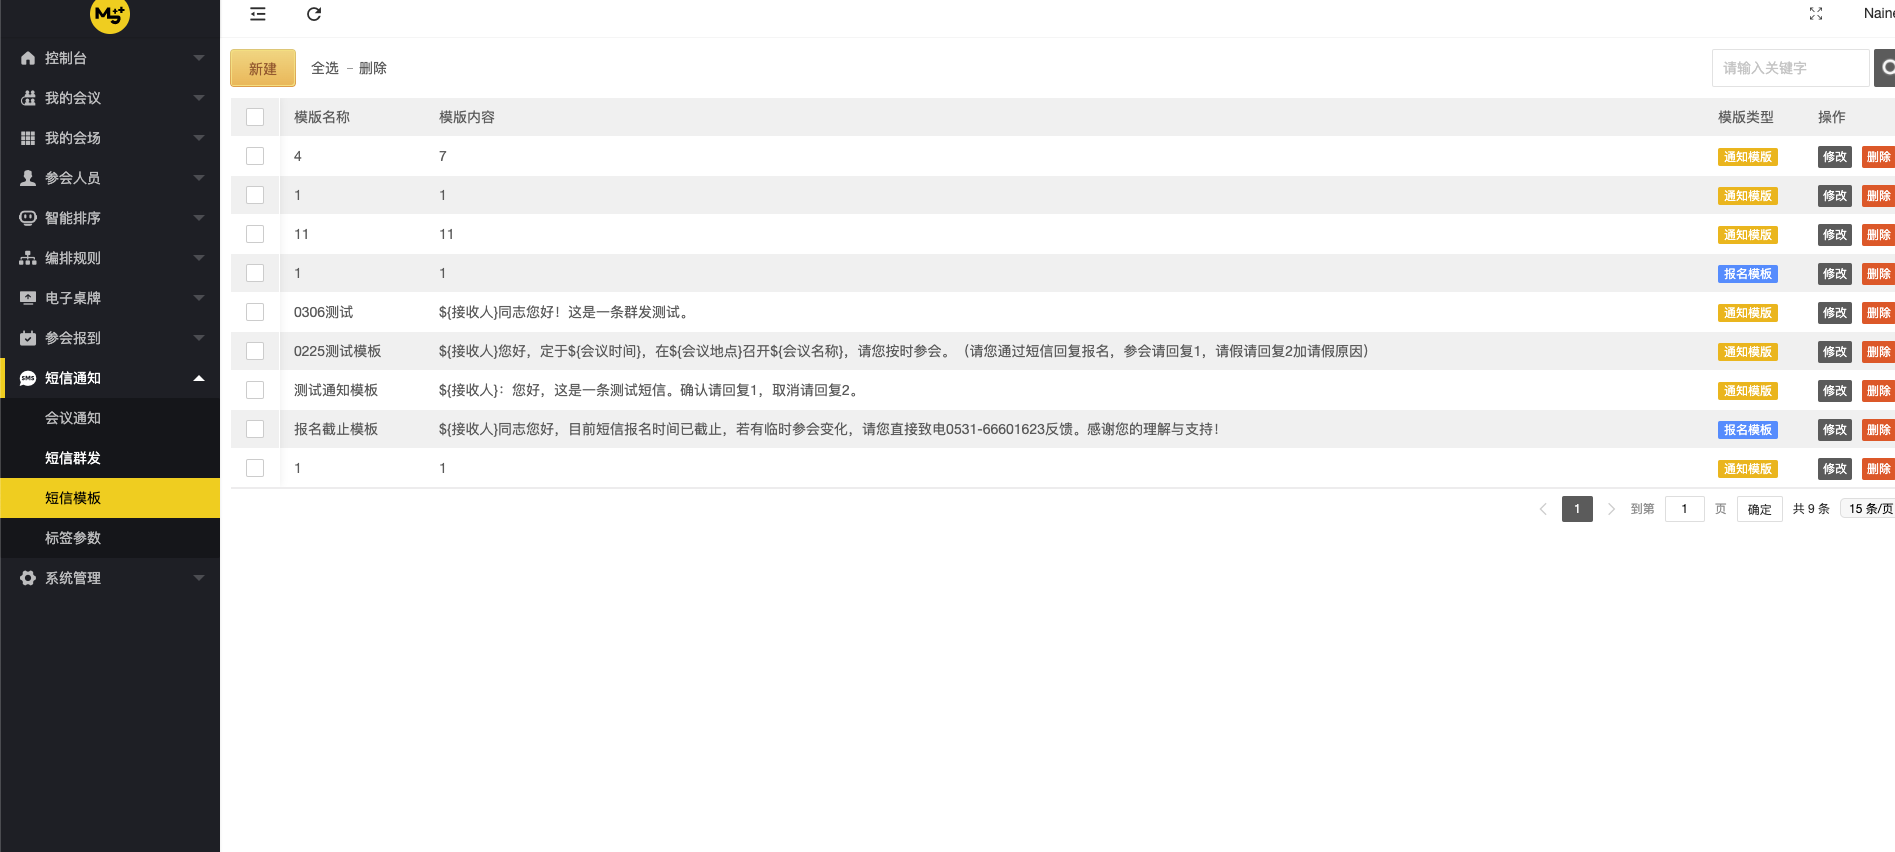 M5++
Naine
控制台
我的会议
我的会场
参会人员
智能排序
编排规则
电子桌牌
参会报到
SMS 短信通知
会议通知
短信群发
短信模板
标签参数
系统管理
新建 全选 - 删除 请输入关键字
模版名称 模版内容 模版类型 操作
4 7 通知模版 修改 删除
1 1 通知模版 修改 删除
11 11 通知模版 修改 删除
1 1 报名模板 修改 删除
0306测试 ${接收人}同志您好！这是一条群发测试。 通知模版 修改 删除
0225测试模板 ${接收人}您好，定于${会议时间}，在${会议地点}召开${会议名称}，请您按时参会。（请您通过短信回复报名，参会请回复1，请假请回复2加请假原因） 通知模版 修改 删除
测试通知模板 ${接收人}：您好，这是一条测试短信。确认请回复1，取消请回复2。 通知模版 修改 删除
报名截止模板 ${接收人}同志您好，目前短信报名时间已截止，若有临时参会变化，请您直接致电0531-66601623反馈。感谢您的理解与支持！ 报名模板 修改 删除
1 1 通知模版 修改 删除
1 到第 1 页 确定 共 9 条 15 条/页